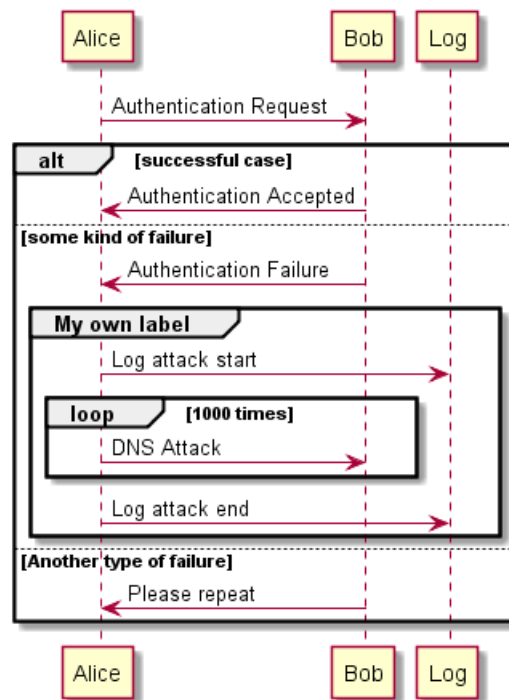 Alice Bob Log
Authentication Request
alt [successful case]
Authentication Accepted
[some kind of failure]
Authentication Failure
My own label
Log attack start
loop [1000 times]
DNS Attack
Log attack end
[Another type of failure]
Please repeat
Alice Bob Log